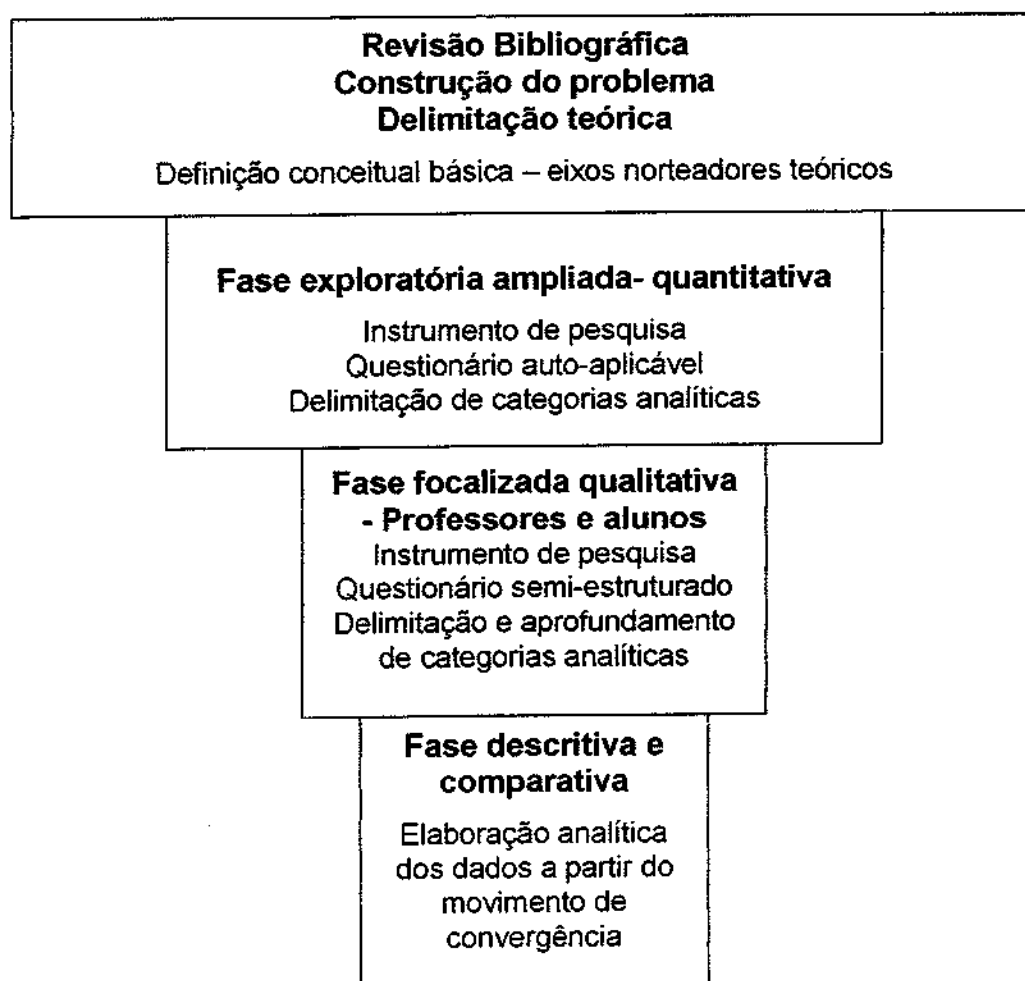 Revisão Bibliográfica
Construção do problema
Delimitação teórica
Definição conceitual básica – eixos norteadores teóricos
Fase exploratória ampliada- quantitativa
Instrumento de pesquisa
Questionário auto-aplicável
Delimitação de categorias analíticas
Fase focalizada qualitativa
- Professores e alunos
Instrumento de pesquisa
Questionário semi-estruturado
Delimitação e aprofundamento
de categorias analíticas
Fase descritiva e
comparativa
Elaboração analítica
dos dados a partir do
movimento de
convergência